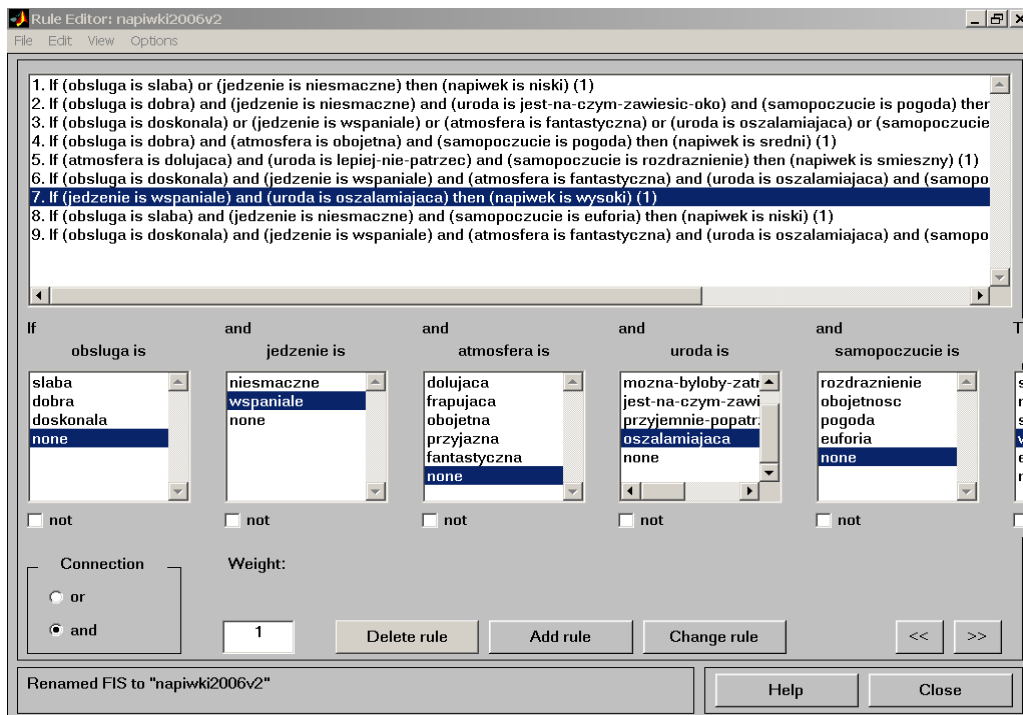 Rule Editor: napiwki2006v2
File Edit View Options
1. If (obsluga is slaba) or (jedzenie is niesmaczne) then (napiwek is niski) (1)
2. If (obsluga is dobra) and (jedzenie is niesmaczne) and (uroda is jest-na-czym-zawiesic-oko) and (samopoczucie is pogoda) ther
3. If (obsluga is doskonala) or (jedzenie is wspaniale) or (atmosfera is fantastyczna) or (uroda is oszalamiajaca) or (samopoczucie
4. If (obsluga is dobra) and (atmosfera is obojetna) and (samopoczucie is pogoda) then (napiwek is sredni) (1)
5. If (atmosfera is dolujaca) and (uroda is lepiej-nie-patrzec) and (samopoczucie is rozdraznienie) then (napiwek is smieszny) (1)
6. If (obsluga is doskonala) and (jedzenie is wspaniale) and (atmosfera is fantastyczna) and (uroda is oszalamiajaca) and (sampo
7. If (jedzenie is wspaniale) and (uroda is oszalamiajaca) then (napiwek is wysoki) (1)
8. If (obsluga is slaba) and (jedzenie is niesmaczne) and (samopoczucie is euforia) then (napiwek is niski) (1)
9. If (obsluga is doskonala) and (jedzenie is wspaniale) and (atmosfera is fantastyczna) and (uroda is oszalamiajaca) and (sampo
If and and and and T
obsluga is jedzenie is atmosfera is uroda is samopoczucie is
slaba niesmaczne dolujaca mozna-byloby-zatr rozdraznienie s
dobra wspaniale frapujaca jest-na-czym-zawi obojetnosc r
doskonala none obojetna przyjemnie-popatr: pogoda s
none przyjazna oszalamiajaca euforia
fantastyczna none none e
none
not not not not not
Connection Weight:
or
and 1 Delete rule Add rule Change rule << >>
Renamed FIS to "napiwki2006v2" Help Close